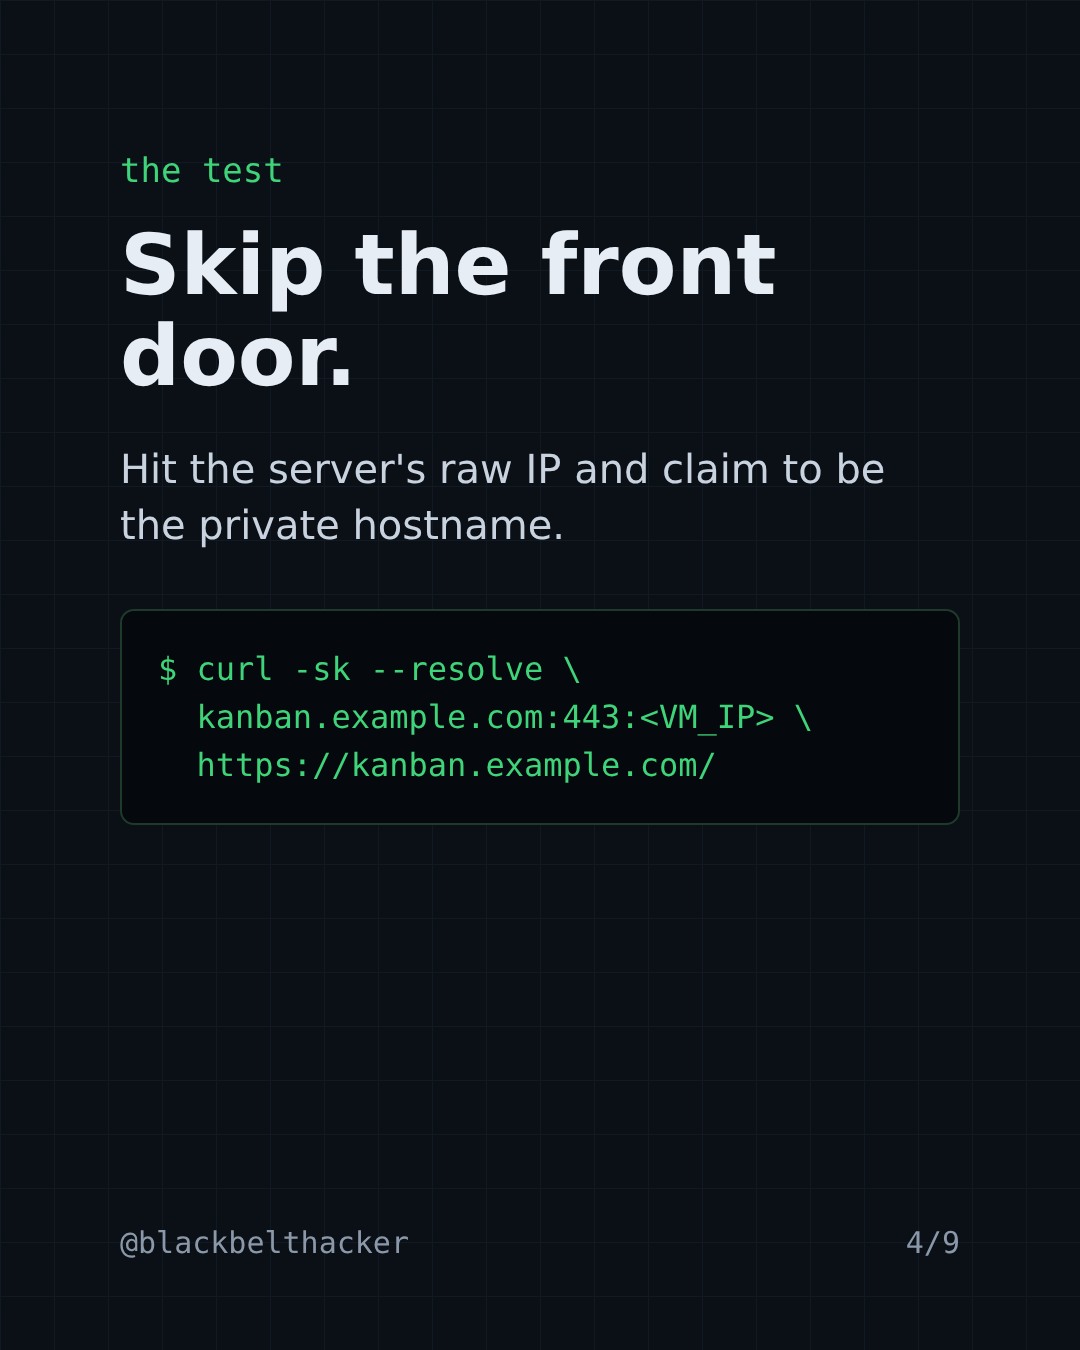 the test
Skip the front
door.
Hit the server's raw IP and claim to be
the private hostname.
$ curl -sk --resolve \
kanban.example.com:443:<VM_IP> \
https://kanban.example.com/
@blackbelthacker
4/9